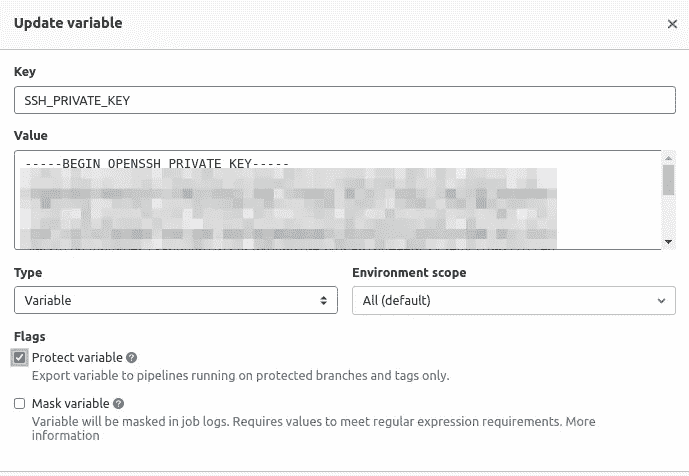 Update variable
Key
SSH_PRIVATE_KEY
Value
-----BEGIN OPENSSH PRIVATE KEY-----
Type
Environment scope
Variable
All (default)
Flags
Protect variable
Export variable to pipelines running on protected branches and tags only.
Mask variable
Variable will be masked in job logs. Requires values to meet regular expression requirements. More
information